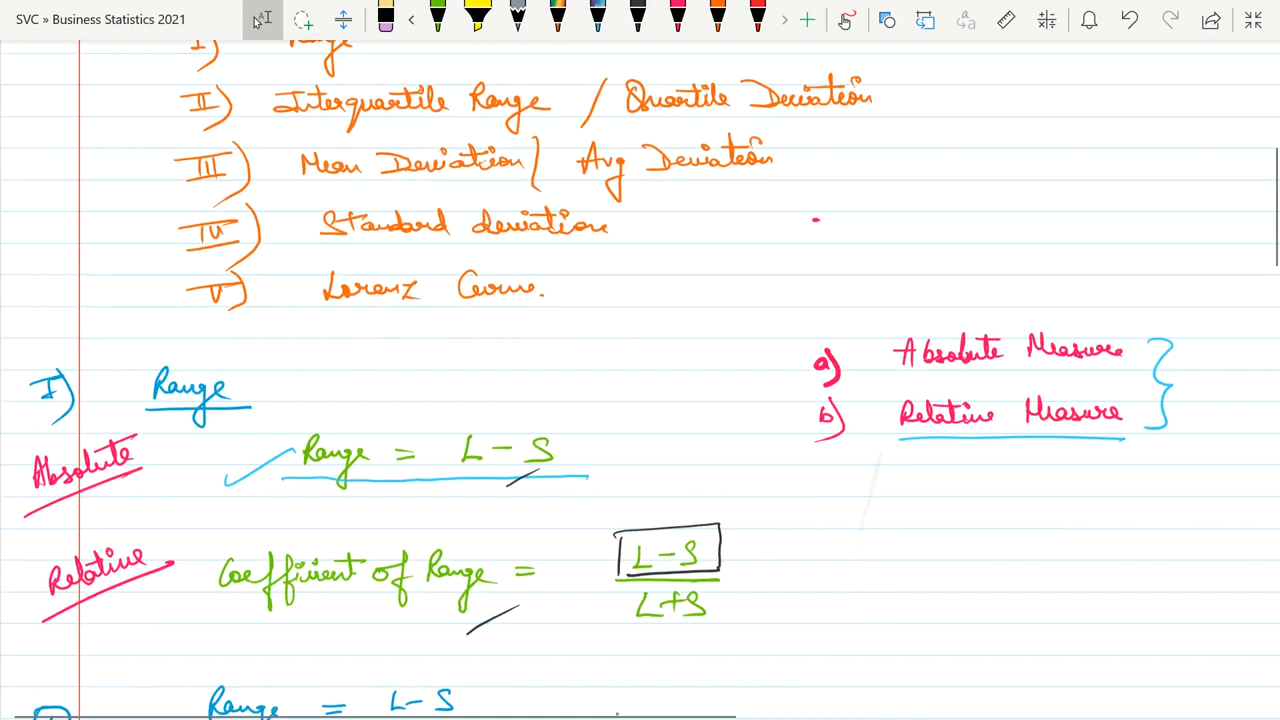 SVC » Business Statistics 2021
I) Range
II) Interquartile Range / Quartile Deviation
III) Mean Deviation / Avg Deviation
IV) Standard deviation
V) Lorenz Curve.
a) Absolute Measure
b) Relative Measure
I) Range
Absolute Range = L - S
Relative Coefficient of Range = L - S
L + S
Range = L - S